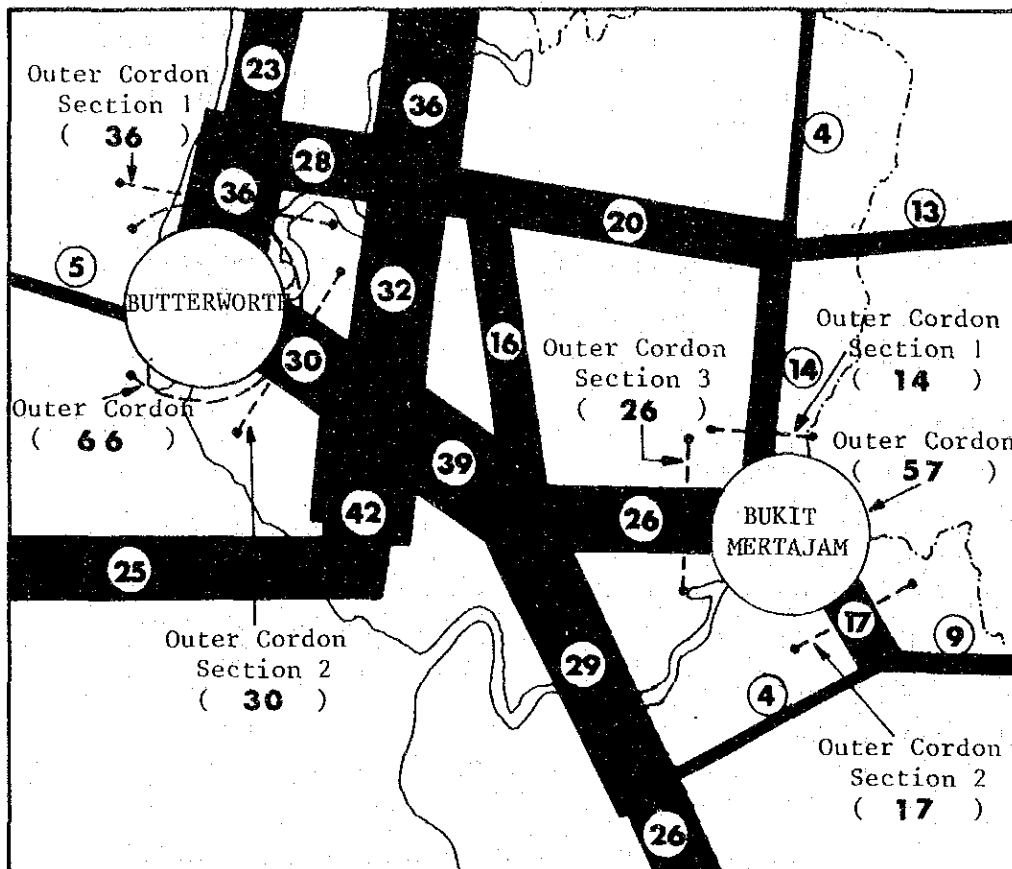 23
Outer Cordon
Section 1
( 36 )
36
4
28
36
20
13
5
BUTTERWORTH
32
30
16
Outer Cordon
Section 3
( 26 )
Outer Cordon
Section 1
( 14 )
14
Outer Cordon
( 66 )
Outer Cordon
( 57 )
39
42
26
BUKIT
MERTAJAM
25
Outer Cordon
Section 2
( 30 )
17
9
29
4
Outer Cordon
Section 2
( 17 )
26